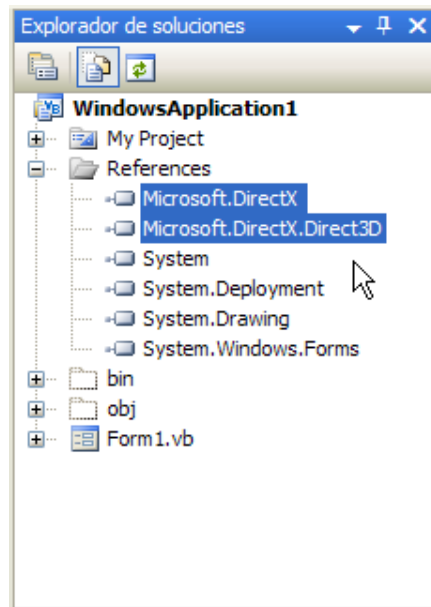 Explorador de soluciones
WindowsApplication1
My Project
References
Microsoft.DirectX
Microsoft.DirectX.Direct3D
System
System.Deployment
System.Drawing
System.Windows.Forms
bin
obj
Form1.vb